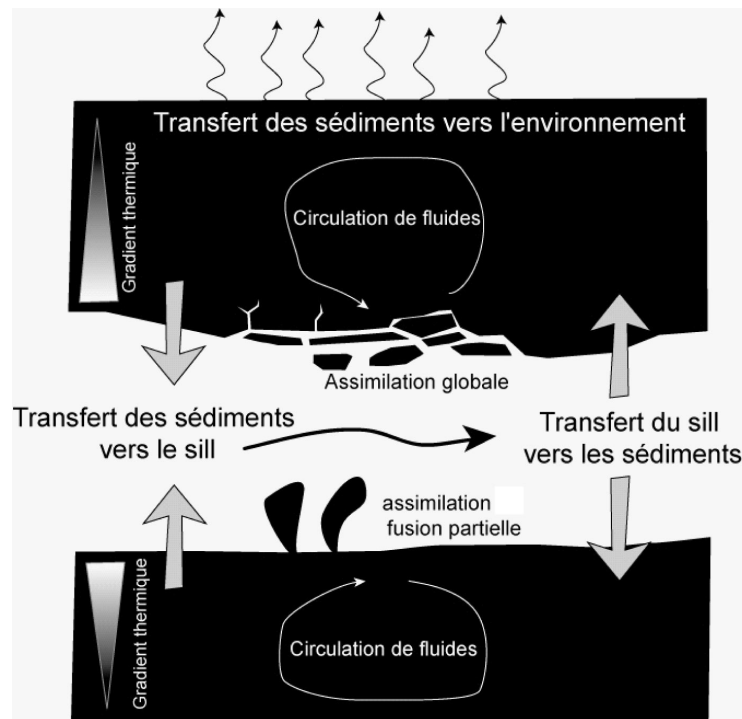 Transfert des sédiments vers l'environnement
Gradient thermique
Circulation de fluides
Assimilation globale
Transfert des sédiments
vers le sill
Transfert du sill
vers les sédiments
assimilation
fusion partielle
Gradient thermique
Circulation de fluides